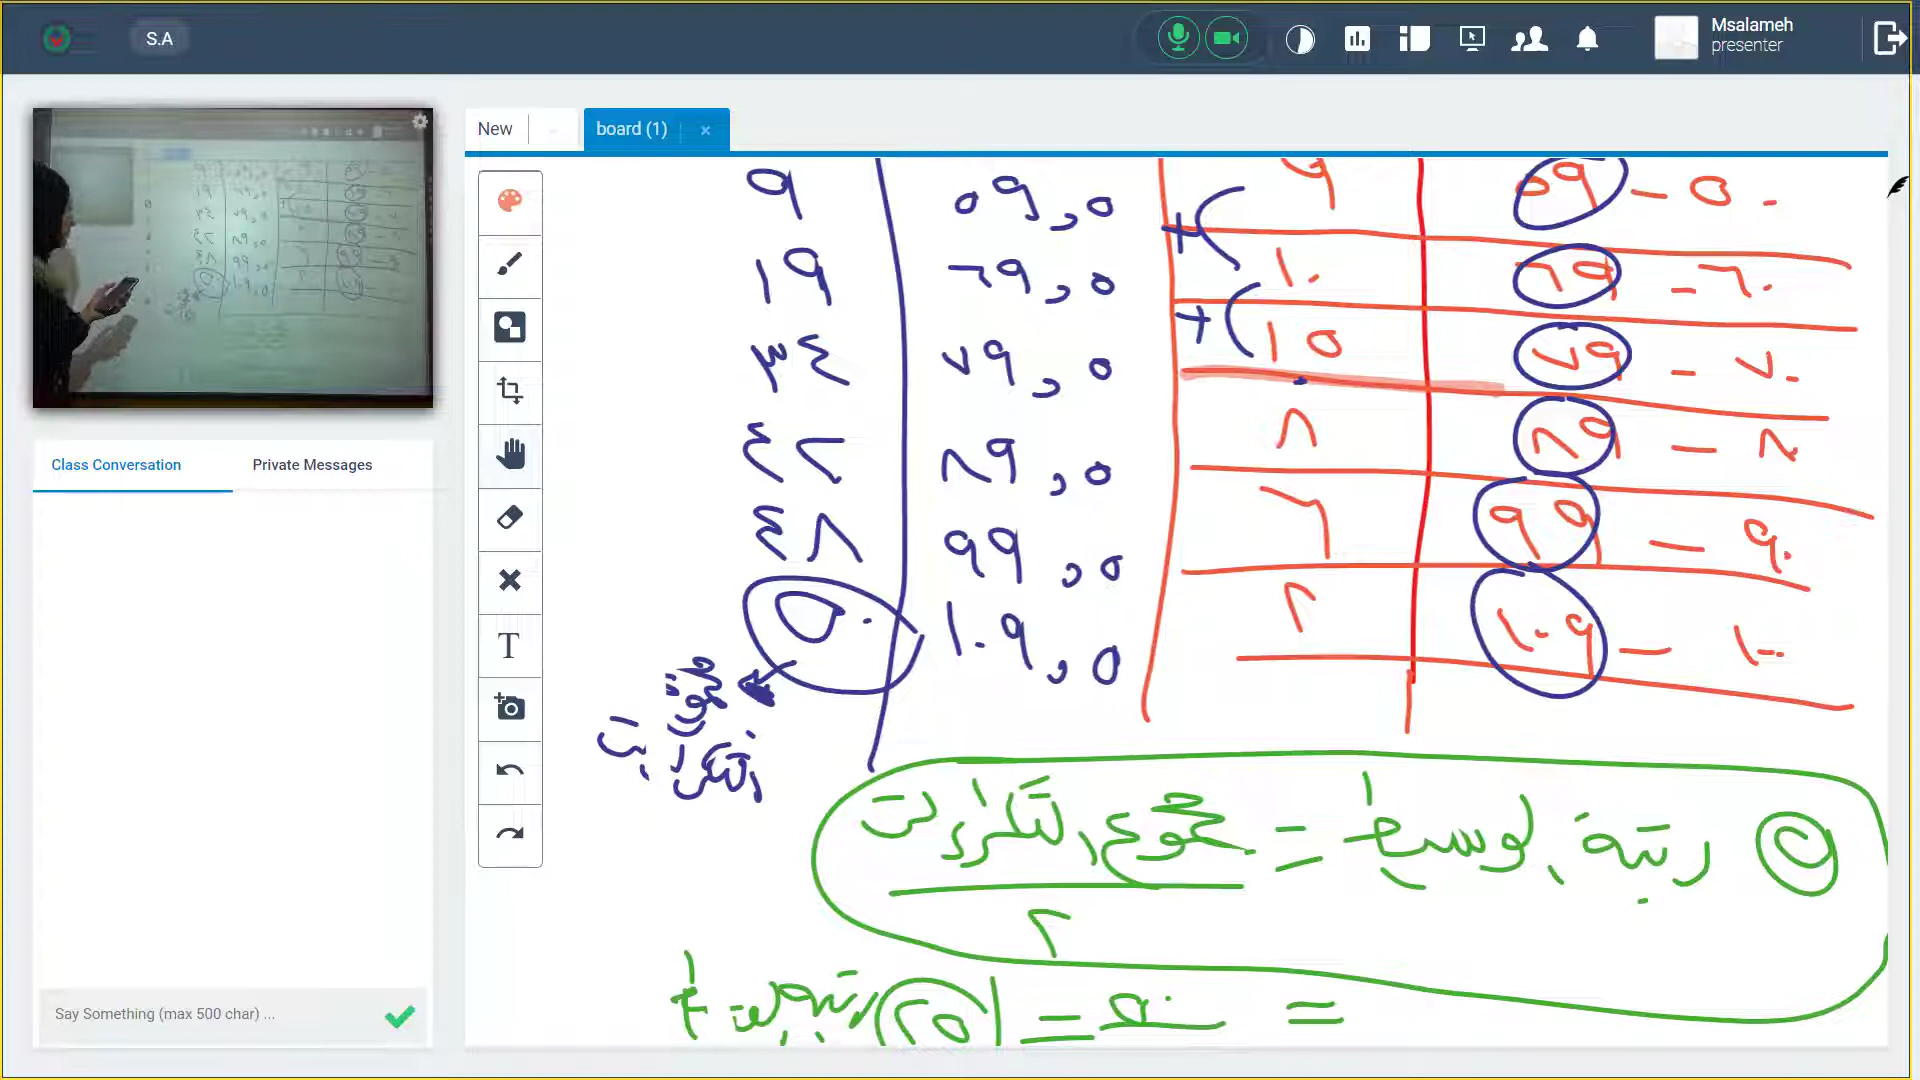 S.A
Msalameh
presenter
New
board (1)
Class Conversation
Private Messages
٥٠ - ٥٩ ٩ ٥٩,٥ ٩
٦٠ - ٦٩ ١٠ ٦٩,٥ ١٩
٧٠ - ٧٩ ١٥ ٧٩,٥ ٣٤
٨٠ - ٨٩ ٨ ٨٩,٥ ٤٢
٩٠ - ٩٩ ٦ ٩٩,٥ ٤٨
١٠٠ - ١٠٩ ٢ ١٠٩,٥ ٥٠
مجموع
التكرارات
رتبة الوسيط = مجموع التكرارات
٢
= ٥٠ = ٢٥
T
Say Something (max 500 char) ...